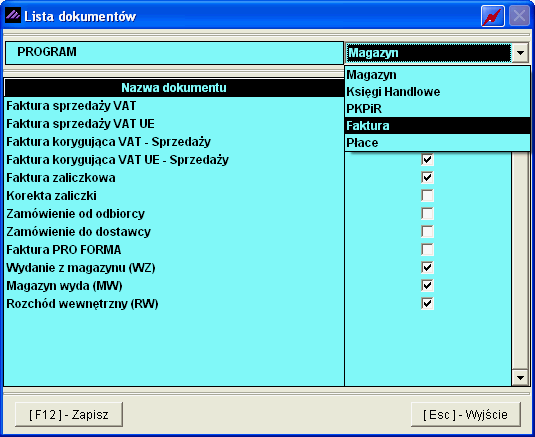 Lista dokumentów
PROGRAM
Magazyn
Magazyn
Księgi Handlowe
PKPiR
Faktura
Płace
Nazwa dokumentu
Faktura sprzedaży VAT
Faktura sprzedaży VAT UE
Faktura korygująca VAT - Sprzedaży
Faktura korygująca VAT UE - Sprzedaży
Faktura zaliczkowa
Korekta zaliczki
Zamówienie od odbiorcy
Zamówienie do dostawcy
Faktura PRO FORMA
Wydanie z magazynu (WZ)
Magazyn wyda (MW)
Rozchód wewnętrzny (RW)
[ F12 ] - Zapisz
[ Esc ] - Wyjście